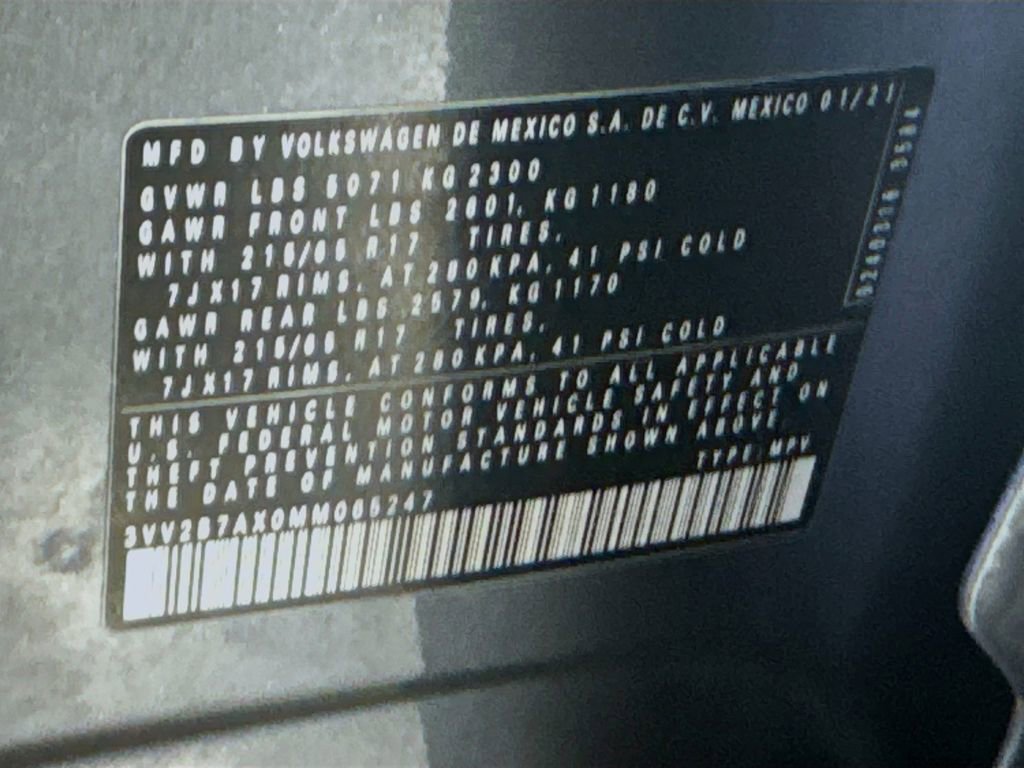 MFD BY VOLKSWAGEN DE MEXICO S.A. DE C.V. MEXICO 01/21
GVWR LBS 5071 KG 2300
GAWR FRONT LBS 2601, KG 1180
WITH 215/65 R17 TIRES,
7JX17 RIMS, AT 280 KPA, 41 PSI COLD
GAWR REAR LBS 2579, KG 1170
WITH 215/65 R17 TIRES,
7JX17 RIMS, AT 280 KPA, 41 PSI COLD
THIS VEHICLE CONFORMS TO ALL APPLICABLE
U.S. FEDERAL MOTOR VEHICLE SAFETY AND
THEFT PREVENTION STANDARDS IN EFFECT ON
THE DATE OF MANUFACTURE SHOWN ABOVE
TYPE: MPV
3VV2B7AX0MM065247